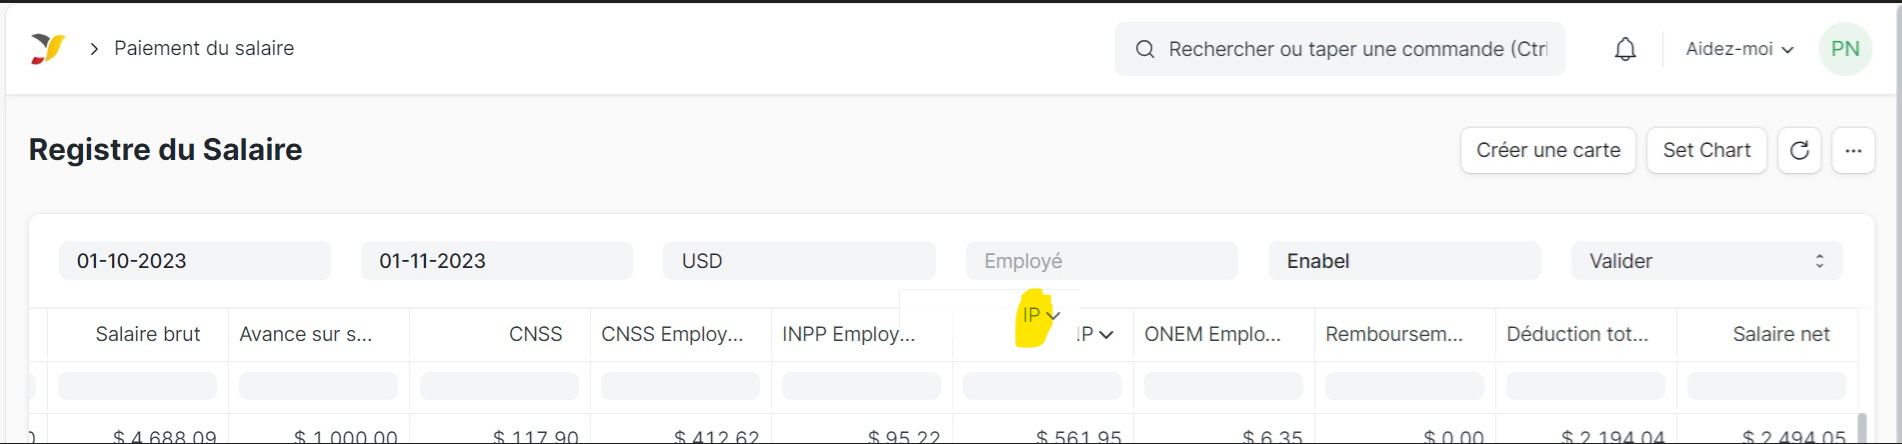 Paiement du salaire
Rechercher ou taper une commande (Ctrl
Aidez-moi
PN
Registre du Salaire
Créer une carte
Set Chart
...
01-10-2023
01-11-2023
USD
Employé
Enabel
Valider
IP
Salaire brut
Avance sur s...
CNSS
CNSS Employ...
INPP Employ...
IP
ONEM Emplo...
Remboursem...
Déduction tot...
Salaire net
0 $ 4 688.09 $ 1 000.00 $ 117.90 $ 412.62 $ 95.22 $ 561.95 $ 6.35 $ 0.00 $ 2 194.04 $ 2 494.05